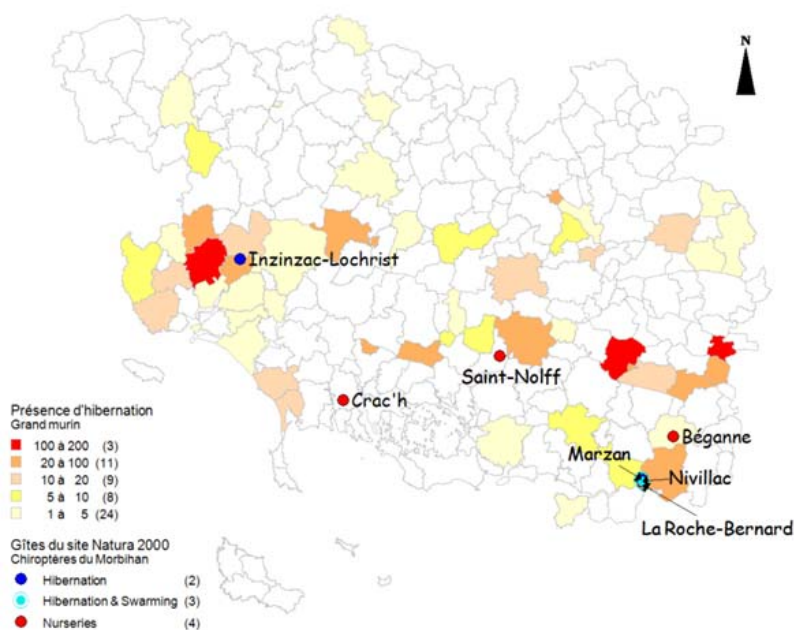 N
Inzinzac-Lochrist
Saint-Nolff
Crac'h
Béganne
Marzan
Nivillac
La Roche-Bernard
Présence d'hibernation
Grand murin
100 à 200 (3)
20 à 100 (11)
10 à 20 (9)
5 à 10 (8)
1 à 5 (24)
Gîtes du site Natura 2000
Chiroptères du Morbihan
Hibernation (2)
Hibernation & Swarming (3)
Nurseries (4)